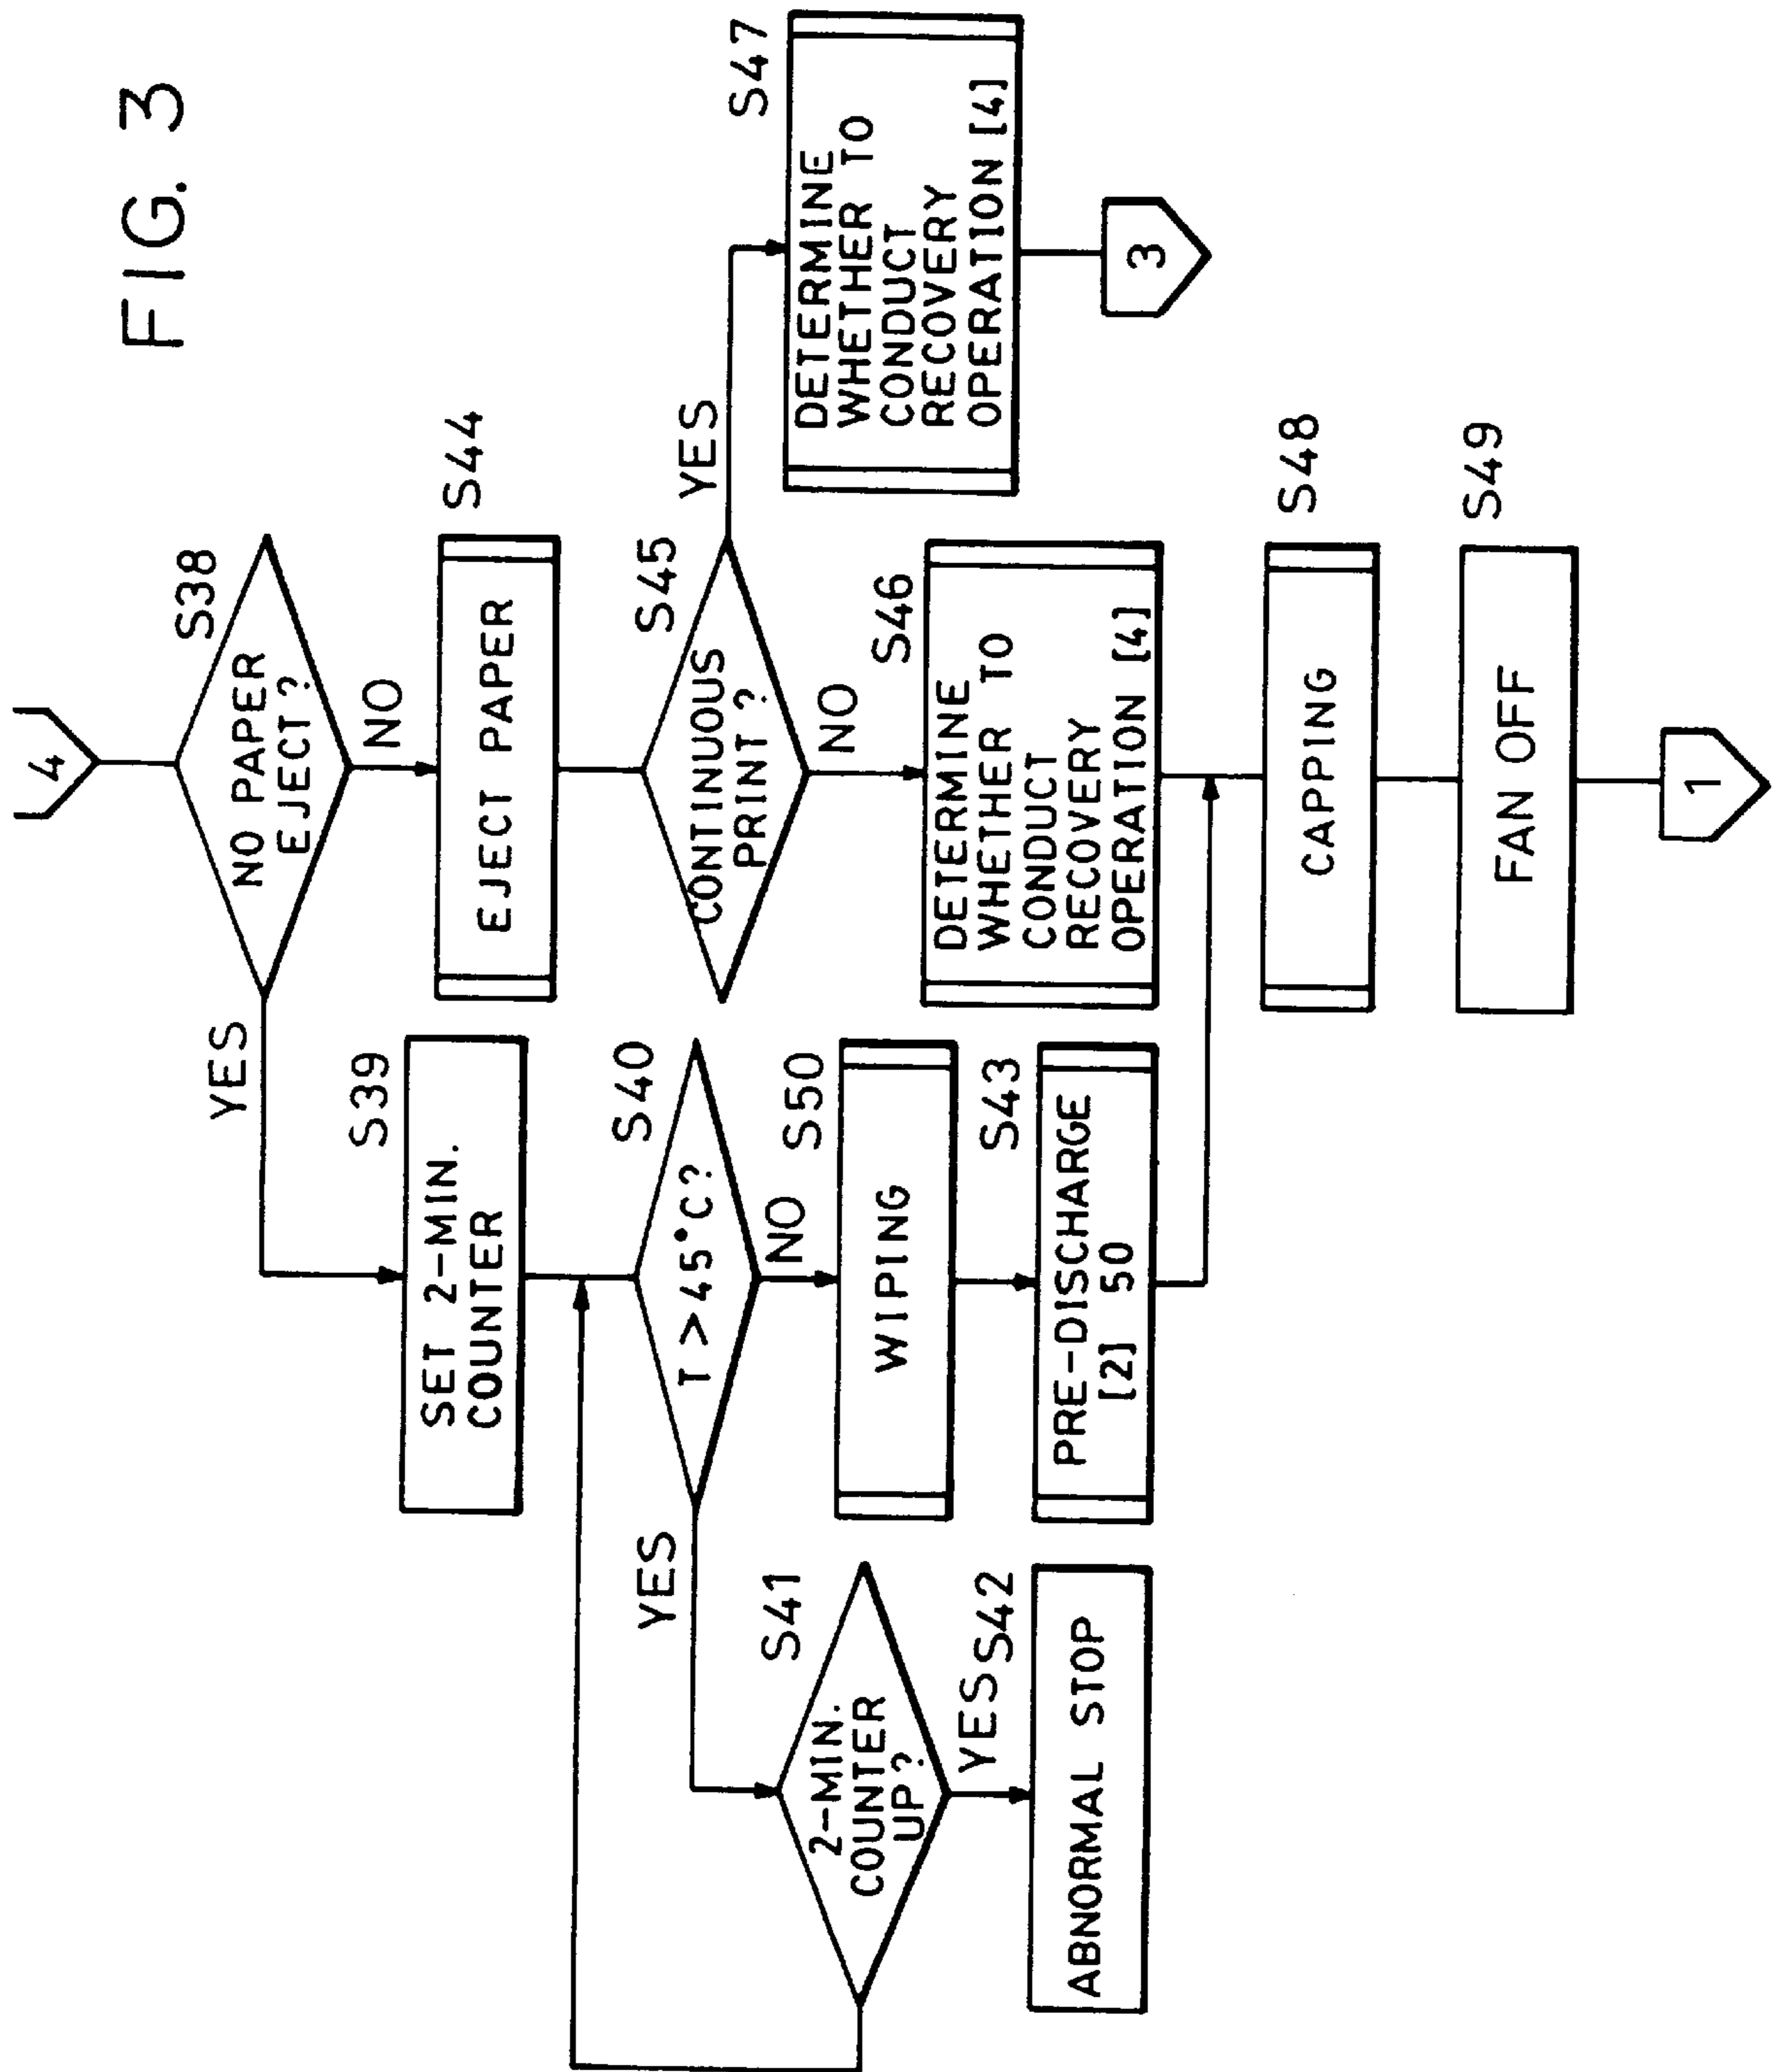 FIG. 3
4
S38
NO PAPER
EJECT?
YES
NO
S39
SET 2-MIN.
COUNTER
S44
EJECT PAPER
S40
T > 45°C?
YES
NO
S45
CONTINUOUS
PRINT?
YES
NO
S47
DETERMINE
WHETHER TO
CONDUCT
RECOVERY
OPERATION [4]
3
S41
2-MIN.
COUNTER
UP?
YES
S50
WIPING
S46
DETERMINE
WHETHER TO
CONDUCT
RECOVERY
OPERATION [4]
S42
ABNORMAL STOP
S43
PRE-DISCHARGE
[2] 50
S48
CAPPING
S49
FAN OFF
1